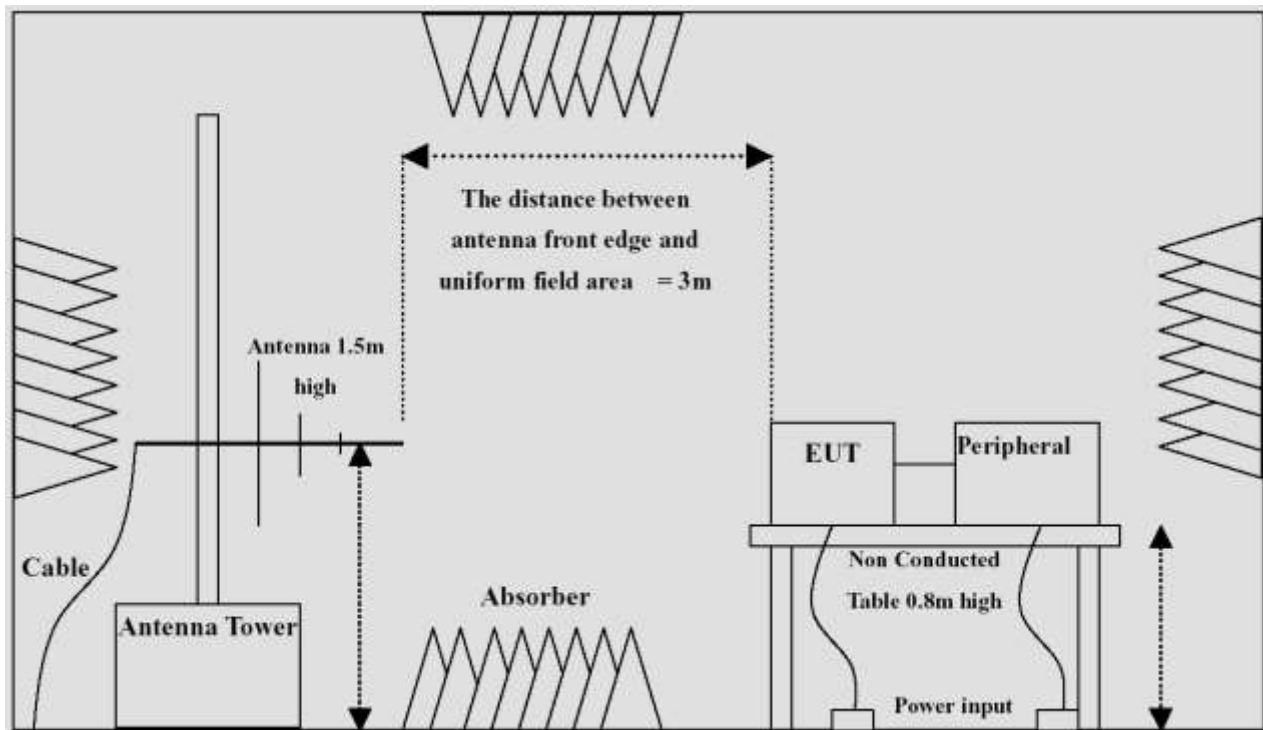 The distance between
antenna front edge and
uniform field area = 3m
Antenna 1.5m
high
EUT
Peripheral
Cable
Non Conducted
Table 0.8m high
Absorber
Antenna Tower
Power input